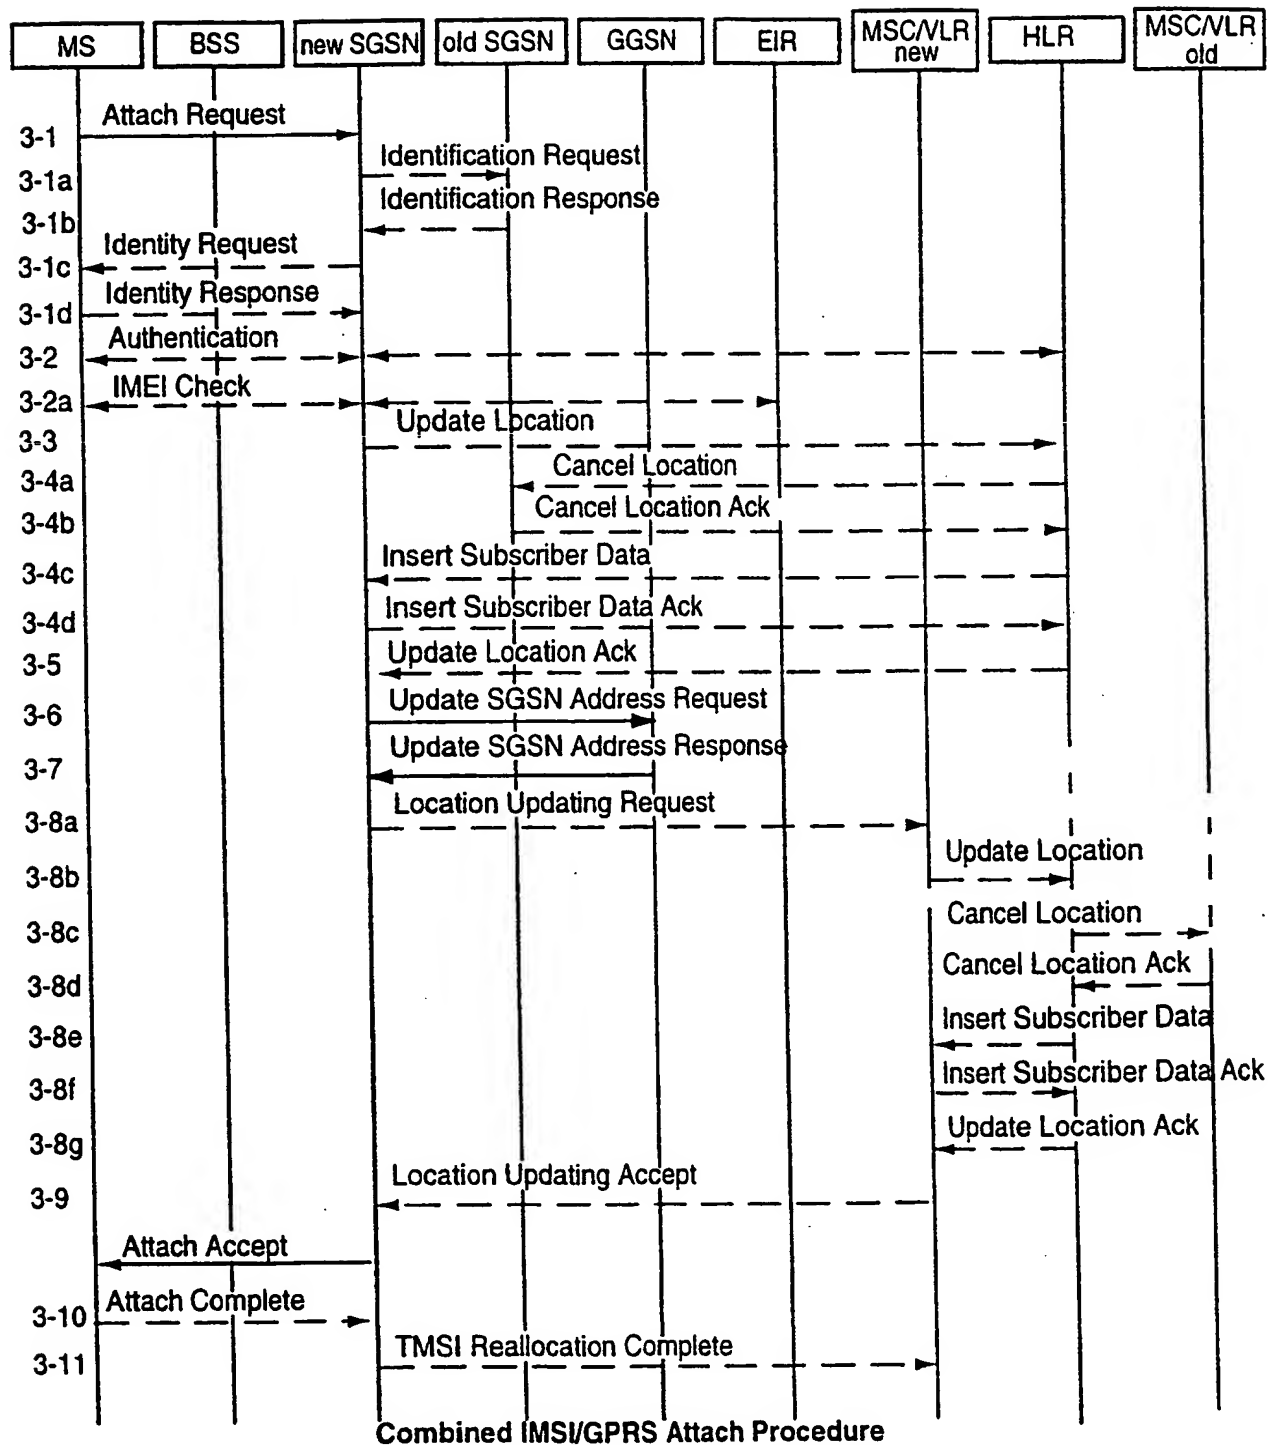 MS BSS new SGSN old SGSN GGSN EIR MSC/VLR new HLR MSC/VLR old
Attach Request
3-1
Identification Request
3-1a
Identification Response
3-1b
Identity Request
3-1c
Identity Response
3-1d
Authentication
3-2
IMEI Check
3-2a
Update Location
3-3
Cancel Location
3-4a
Cancel Location Ack
3-4b
Insert Subscriber Data
3-4c
Insert Subscriber Data Ack
3-4d
Update Location Ack
3-5
Update SGSN Address Request
3-6
Update SGSN Address Response
3-7
Location Updating Request
3-8a
Update Location
3-8b
Cancel Location
3-8c
Cancel Location Ack
3-8d
Insert Subscriber Data
3-8e
Insert Subscriber Data Ack
3-8f
Update Location Ack
3-8g
Location Updating Accept
3-9
Attach Accept
Attach Complete
3-10
TMSI Reallocation Complete
3-11
Combined IMSI/GPRS Attach Procedure